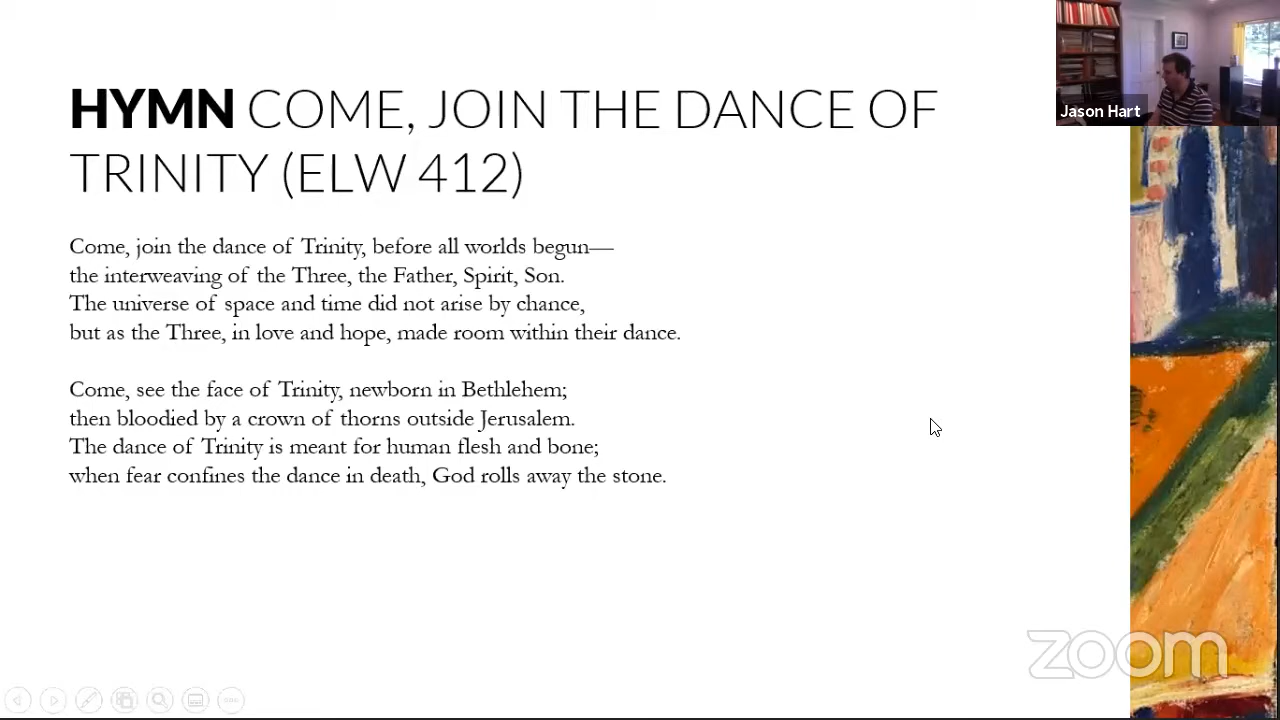 HYMN COME, JOIN THE DANCE OF
TRINITY (ELW 412)
Come, join the dance of Trinity, before all worlds begun—
the interweaving of the Three, the Father, Spirit, Son.
The universe of space and time did not arise by chance,
but as the Three, in love and hope, made room within their dance.
Come, see the face of Trinity, newborn in Bethlehem;
then bloodied by a crown of thorns outside Jerusalem.
The dance of Trinity is meant for human flesh and bone;
when fear confines the dance in death, God rolls away the stone.
Jason Hart
zoom